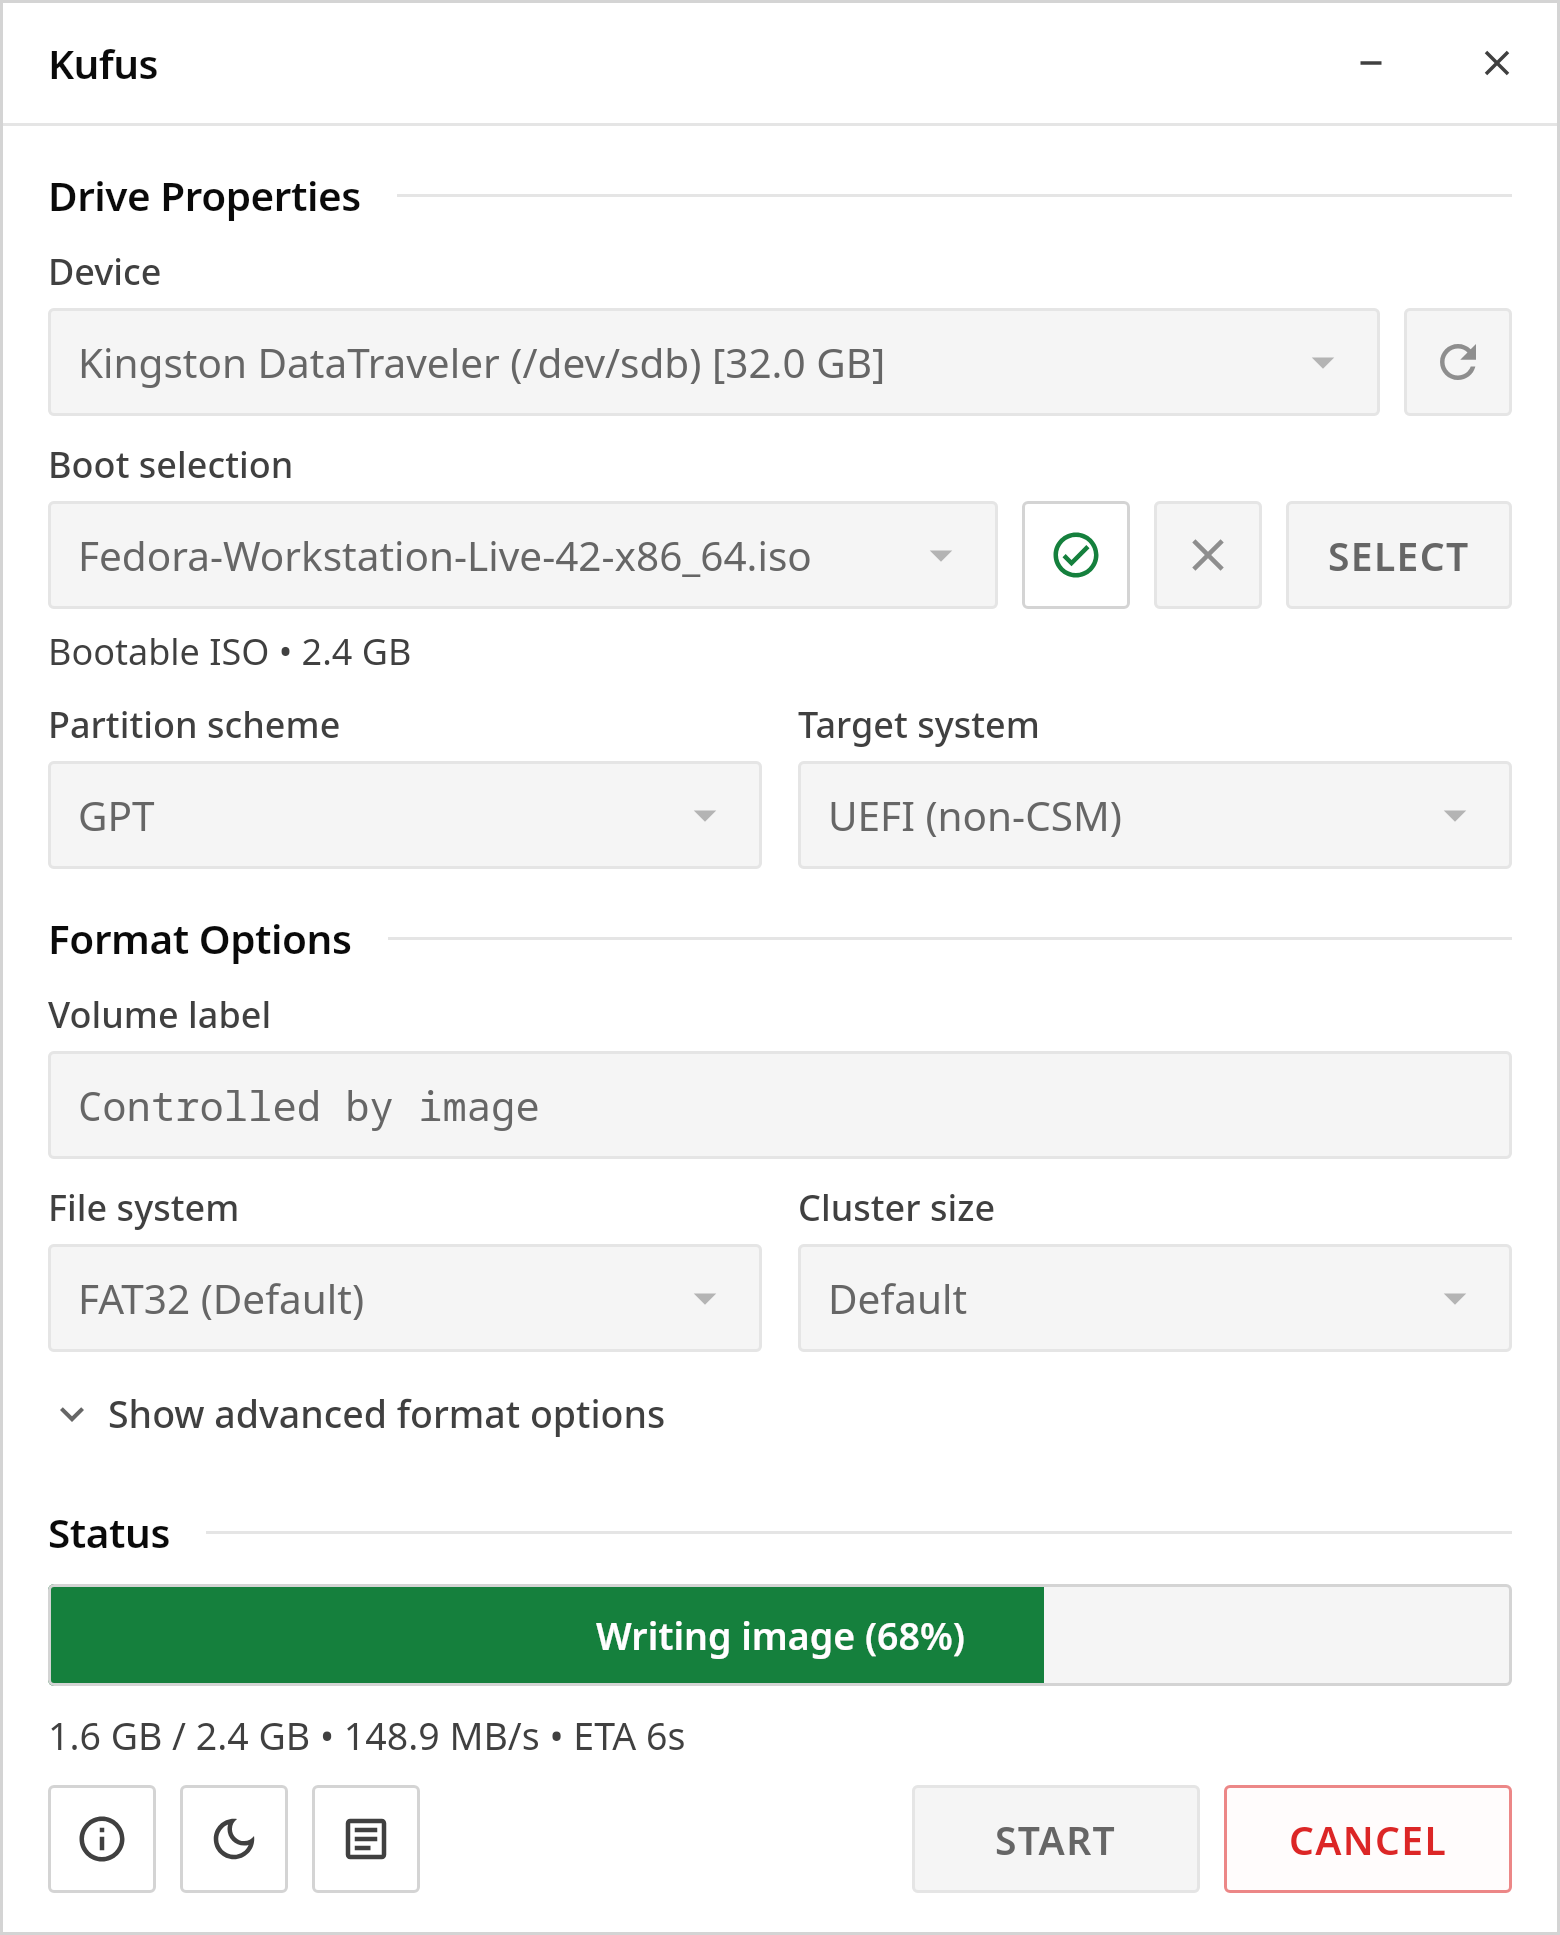 Kufus
Drive Properties
Device
Kingston DataTraveler (/dev/sdb) [32.0 GB]
Boot selection
Fedora-Workstation-Live-42-x86_64.iso
SELECT
Bootable ISO • 2.4 GB
Partition scheme
Target system
GPT
UEFI (non-CSM)
Format Options
Volume label
Controlled by image
File system
Cluster size
FAT32 (Default)
Default
Show advanced format options
Status
Writing image (68%)
1.6 GB / 2.4 GB • 148.9 MB/s • ETA 6s
START
CANCEL